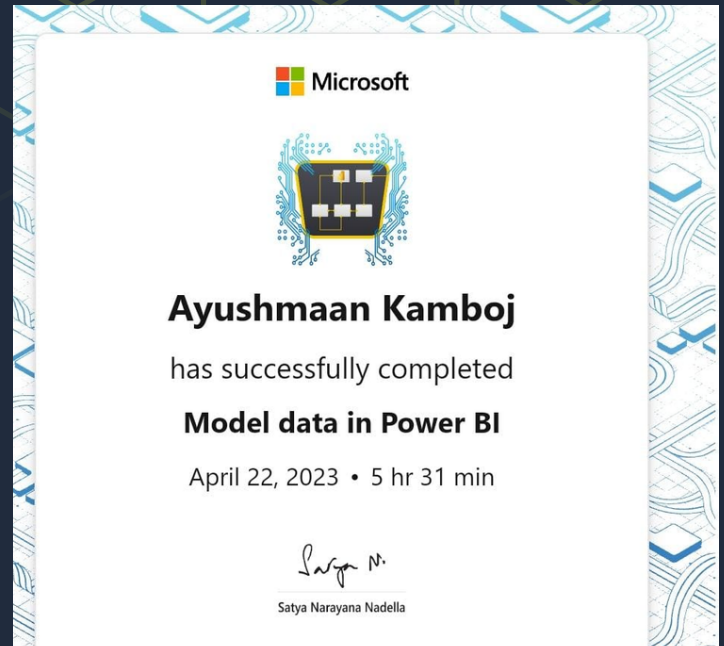 Microsoft
Ayushmaan Kamboj
has successfully completed
Model data in Power BI
April 22, 2023 • 5 hr 31 min
Satya N.
Satya Narayana Nadella